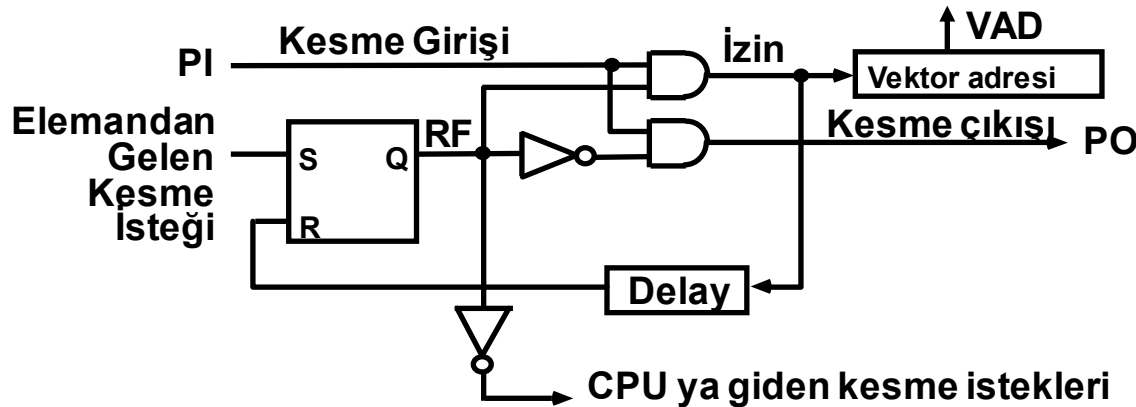 VAD
Kesme Girişi
İzin
PI
Vektor adresi
Elemandan
Gelen
Kesme
İsteği
RF
Kesme çıkışı
PO
S
Q
R
Delay
CPU ya giden kesme istekleri